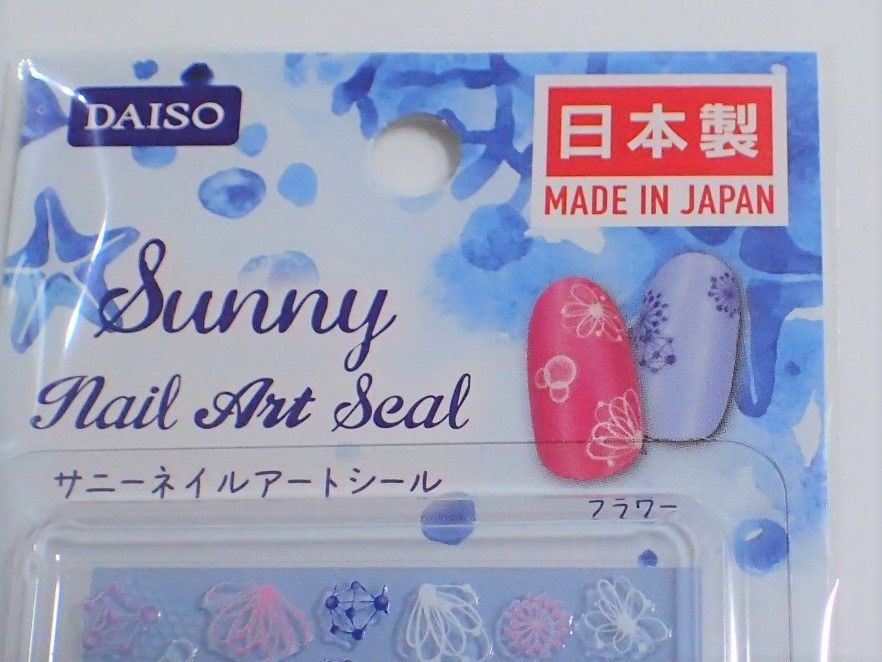 DAISO
日本製
MADE IN JAPAN
Sunny
Nail Art Seal
サニーネイルアートシール
フラワー